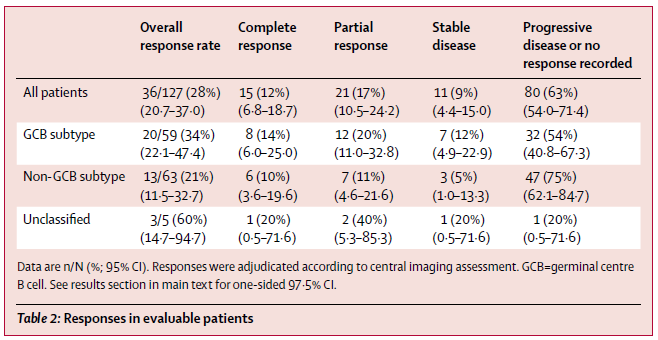 Overall response rate Complete response Partial response Stable disease Progressive disease or no response recorded
All patients 36/127 (28%) 15 (12%) 21 (17%) 11 (9%) 80 (63%)
(20·7–37·0) (6·8–18·7) (10·5–24·2) (4·4–15·0) (54·0–71·4)
GCB subtype 20/59 (34%) 8 (14%) 12 (20%) 7 (12%) 32 (54%)
(22·1–47·4) (6·0–25·0) (11·0–32·8) (4·9–22·9) (40·8–67·3)
Non-GCB subtype 13/63 (21%) 6 (10%) 7 (11%) 3 (5%) 47 (75%)
(11·5–32·7) (3·6–19·6) (4·6–21·6) (1·0–13·3) (62·1–84·7)
Unclassified 3/5 (60%) 1 (20%) 2 (40%) 1 (20%) 1 (20%)
(14·7–94·7) (0·5–71·6) (5·3–85·3) (0·5–71·6) (0·5–71·6)
Data are n/N (%; 95% CI). Responses were adjudicated according to central imaging assessment. GCB=germinal centre
B cell. See results section in main text for one-sided 97·5% CI.
Table 2: Responses in evaluable patients